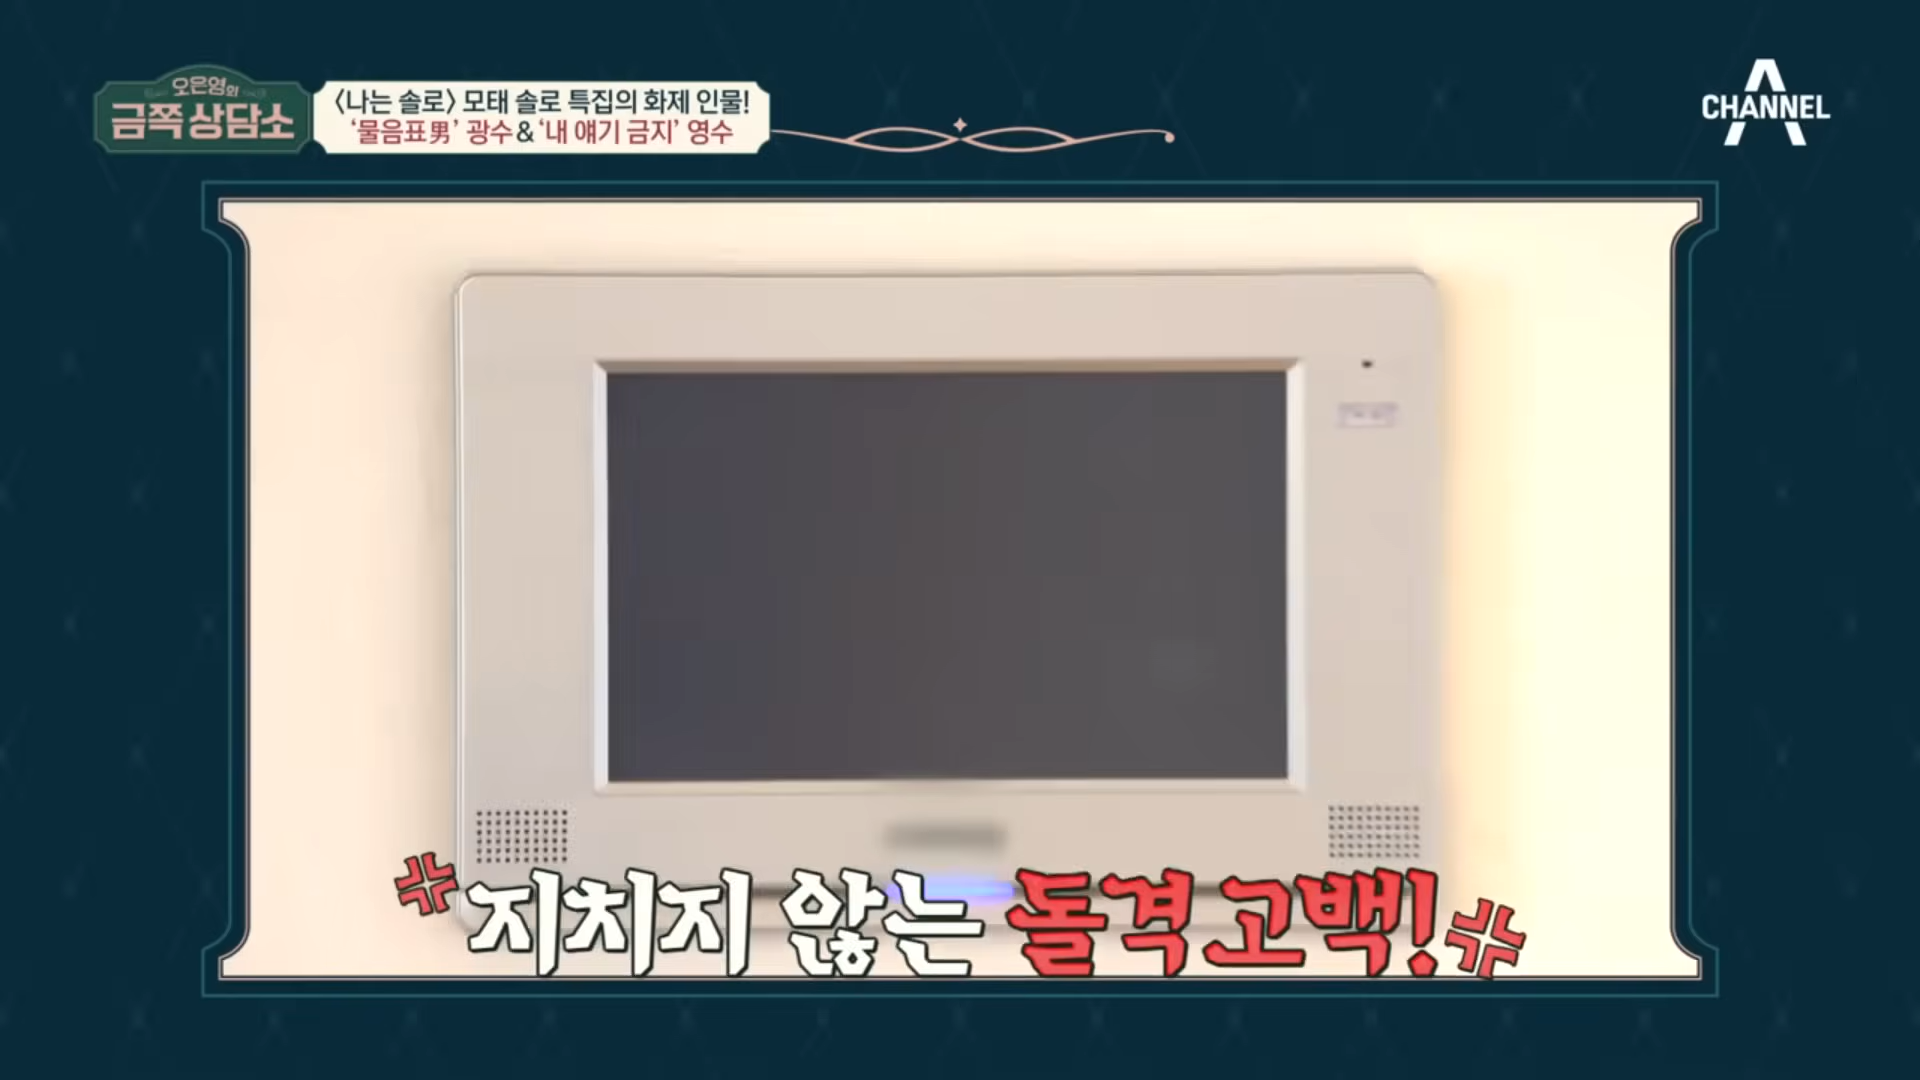 오은영의
금쪽 상담소
〈나는 솔로〉 모태 솔로 특집의 화제 인물!
‘물음표男’ 광수&‘내 얘기 금지’ 영수
CHANNEL A
지치지 않는 돌격 고백!